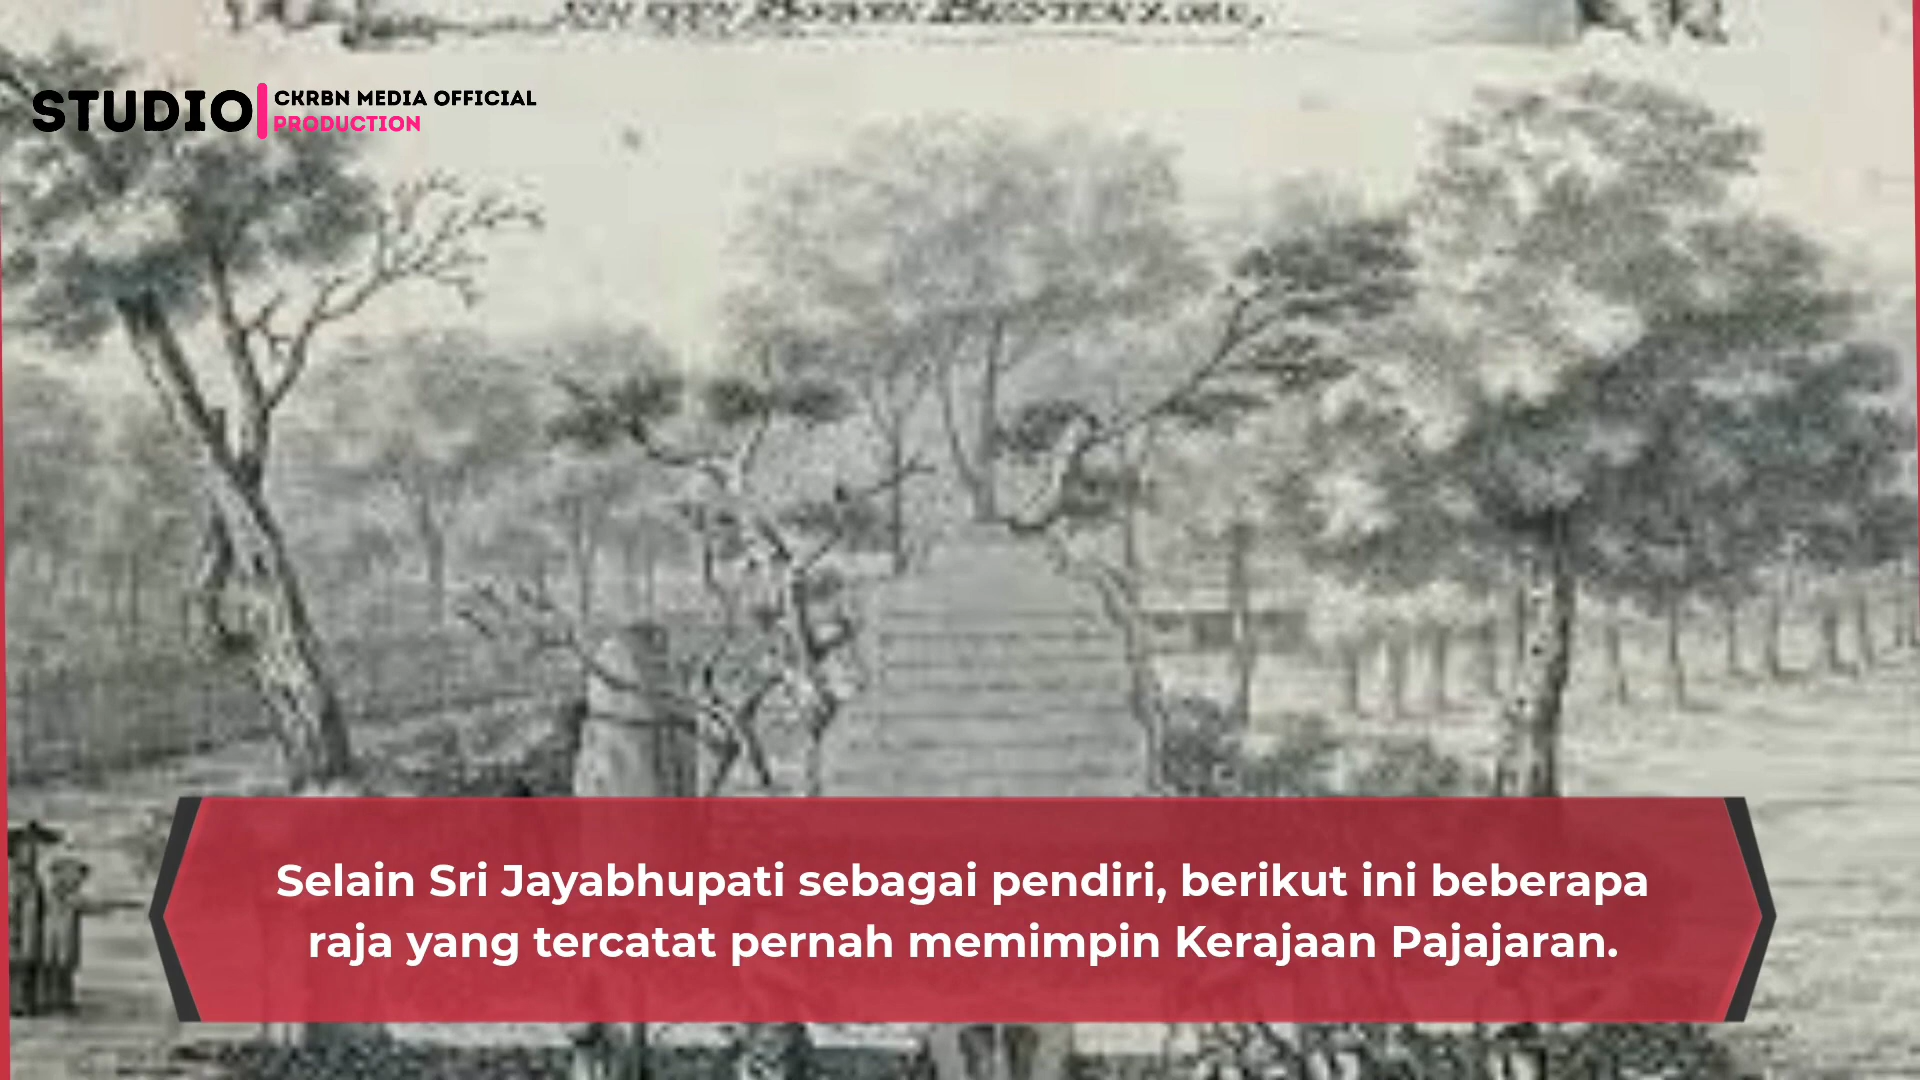 STUDIO
CKRBN MEDIA OFFICIAL
PRODUCTION
Selain Sri Jayabhupati sebagai pendiri, berikut ini beberapa
raja yang tercatat pernah memimpin Kerajaan Pajajaran.